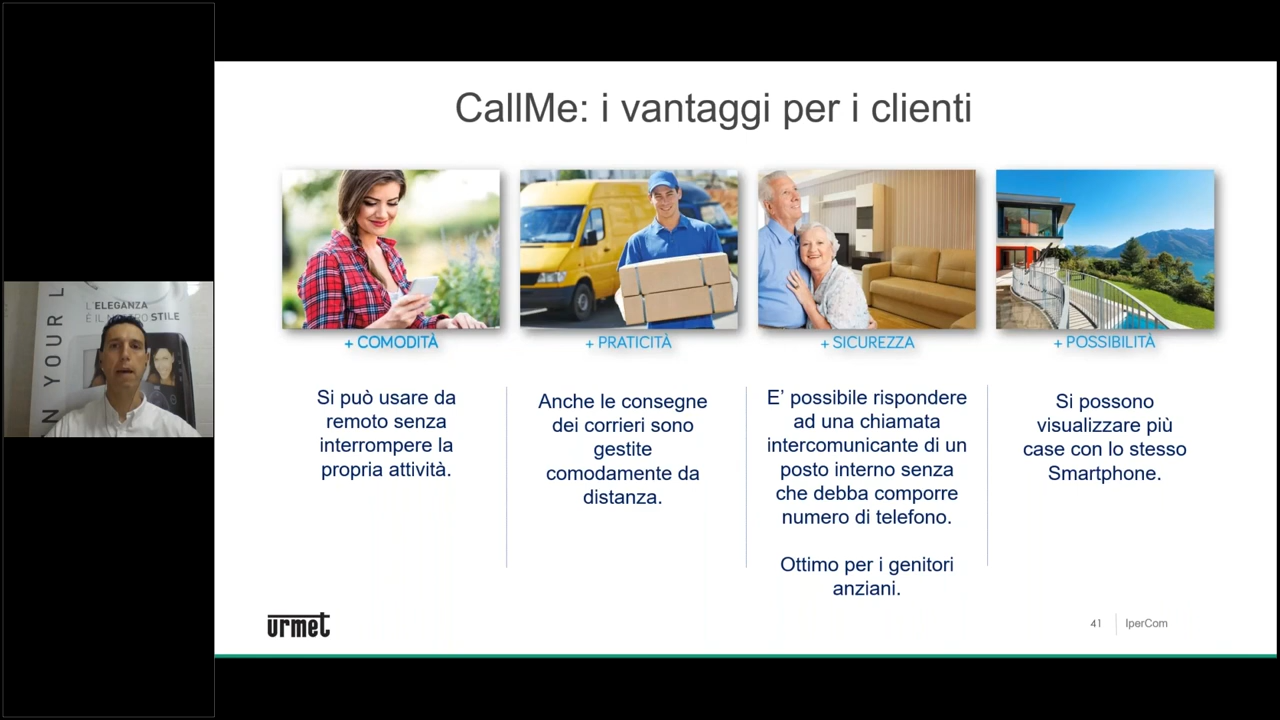 CallMe: i vantaggi per i clienti
+ COMODITÀ
Si può usare da
remoto senza
interrompere la
propria attività.
+ PRATICITÀ
Anche le consegne
dei corrieri sono
gestite
comodamente da
distanza.
+ SICUREZZA
E’ possibile rispondere
ad una chiamata
intercomunicante di un
posto interno senza
che debba comporre
numero di telefono.
Ottimo per i genitori
anziani.
+ POSSIBILITÀ
Si possono
visualizzare più
case con lo stesso
Smartphone.
urmet
41
IperCom
N YOUR L
L'ELEGANZA
È IL STILE